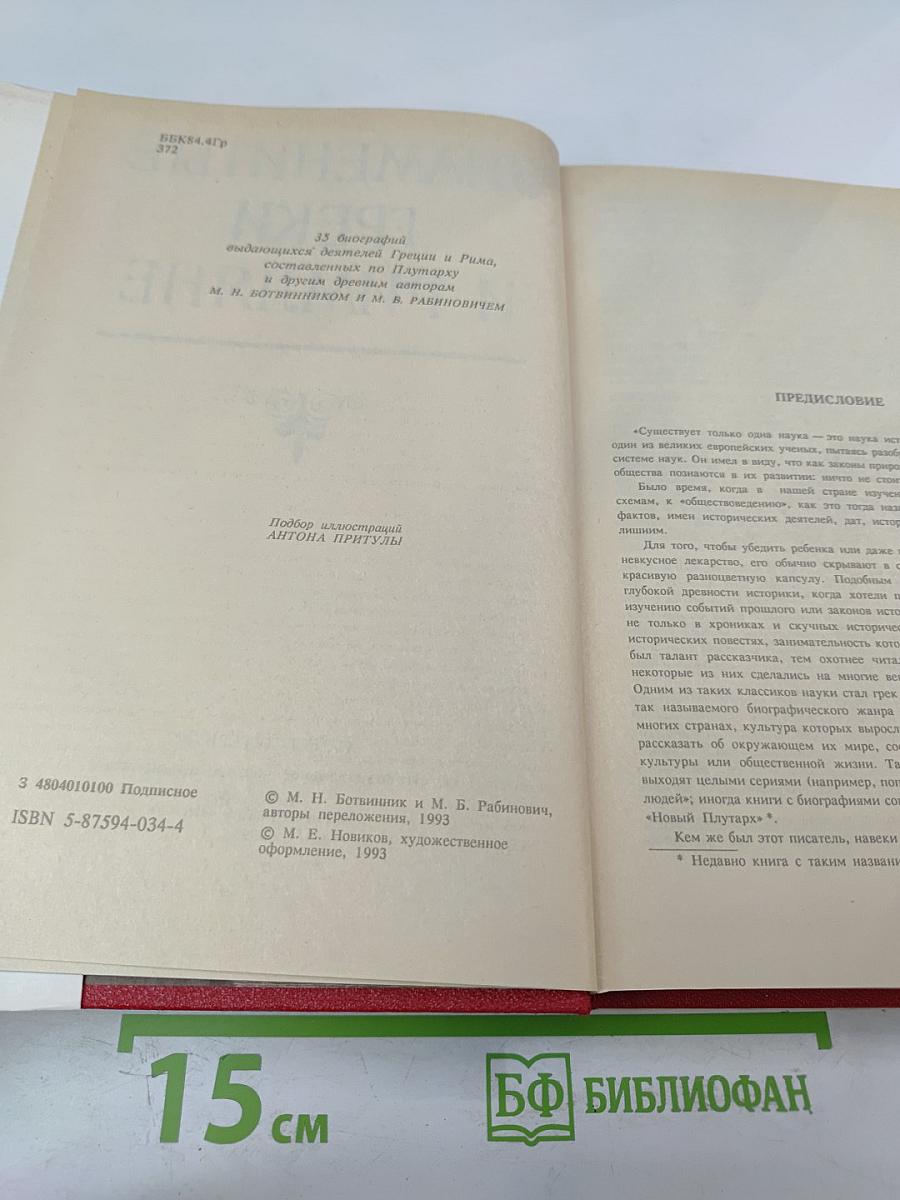 ББК84.4Гр
372
35 биографий
выдающихся деятелей Греции и Рима,
составленных по Плутарху
и другим древним авторам
М. Н. БОТВИННИКОМ И М. Б. РАБИНОВИЧЕМ
Подбор иллюстраций
АНТОНА ПРИТУЛЫ
З 4804010100 Подписное
ISBN 5-87594-034-4
© М. Н. Ботвинник и М. Б. Рабинович,
авторы переложения, 1993
© М. Е. Новиков, художественное
оформление, 1993
ПРЕДИСЛОВИЕ
«Существует только одна наука — это наука
один из великих европейских ученых, пытаясь
системе наук. Он имел в виду, что как законы
общества познаются в их развитии: ничто не
Было время, когда в нашей стране
схемам, к «обществоведению», как это тогда
фактов, имен исторических деятелей, дат,
лишним.
Для того, чтобы убедить ребенка или даже
невкусное лекарство, его обычно скрывают в
красивую разноцветную капсулу. Подобным
глубокой древности историки, когда хотели
изучению событий прошлого или законов
не только в хрониках и скучных
исторических повестях, занимательность
был талант рассказчика, тем охотнее
некоторые из них сделались на многие
Одним из таких классиков науки стал грек
так называемого биографического жанра
многих странах, культура которых
рассказать об окружающем их мире,
культуры или общественной жизни.
выходят целыми сериями (например,
людей»; иногда книги с биографиями
«Новый Плутарх»*.
Кем же был этот писатель, навеки
* Недавно книга с таким
15 см
БФ БИБЛИОФАН